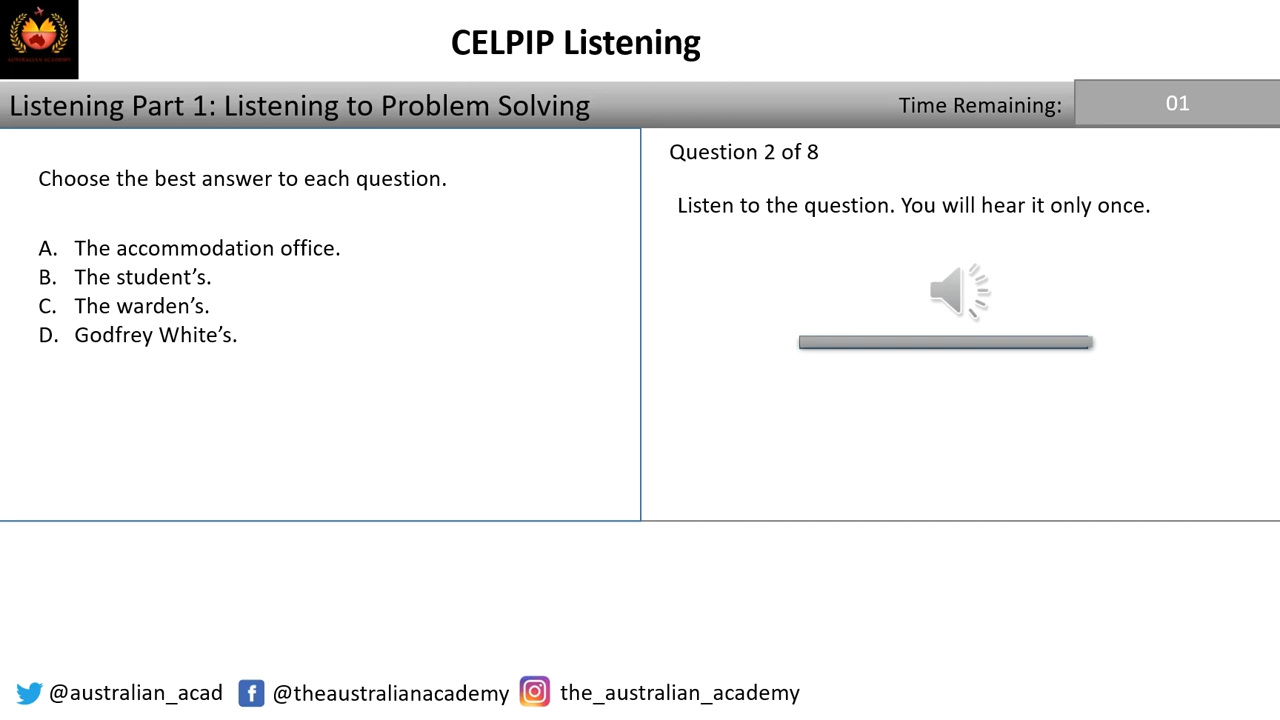 CELPIP Listening
Listening Part 1: Listening to Problem Solving
Time Remaining:
01
Choose the best answer to each question.
A. The accommodation office.
B. The student’s.
C. The warden’s.
D. Godfrey White’s.
Question 2 of 8
Listen to the question. You will hear it only once.
@australian_acad
@theaustralianacademy
the_australian_academy